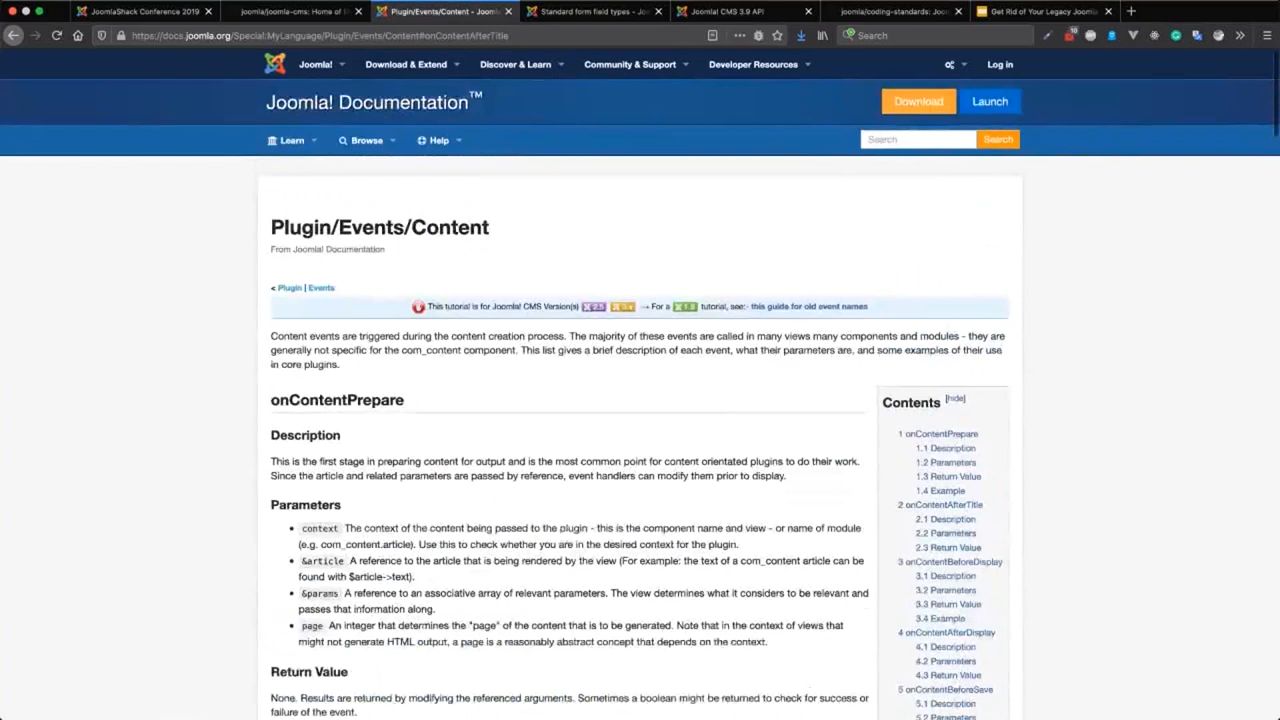 JoomlaShack Conference 2019
joomla/joomla-cms: Home of
Plugin/Events/Content - Jooml
Standard form field types - Joo
Joomla! CMS 3.9 API
joomla/coding-standards: Joom
Get Rid of Your Legacy Joomla
https://docs.joomla.org/Special:MyLanguage/Plugin/Events/Content#onContentAfterTitle
Search
Joomla!
Download & Extend
Discover & Learn
Community & Support
Developer Resources
Log in
Joomla! Documentation™
Download
Launch
Learn
Browse
Help
Search
Search
Plugin/Events/Content
From Joomla! Documentation
< Plugin | Events
This tutorial is for Joomla! CMS Version(s) 2.5 3.x → For a 1.5 tutorial, see:- this guide for old event names
Content events are triggered during the content creation process. The majority of these events are called in many views many components and modules - they are
generally not specific for the com_content component. This list gives a brief description of each event, what their parameters are, and some examples of their use
in core plugins.
onContentPrepare
Description
This is the first stage in preparing content for output and is the most common point for content orientated plugins to do their work.
Since the article and related parameters are passed by reference, event handlers can modify them prior to display.
Parameters
• context The context of the content being passed to the plugin - this is the component name and view - or name of module
(e.g. com_content.article). Use this to check whether you are in the desired context for the plugin.
• &article A reference to the article that is being rendered by the view (For example: the text of a com_content article can be
found with $article->text).
• &params A reference to an associative array of relevant parameters. The view determines what it considers to be relevant and
passes that information along.
• page An integer that determines the "page" of the content that is to be generated. Note that in the context of views that
might not generate HTML output, a page is a reasonably abstract concept that depends on the context.
Return Value
None. Results are returned by modifying the referenced arguments. Sometimes a boolean might be returned to check for success or
failure of the event.
Contents [hide]
1 onContentPrepare
1.1 Description
1.2 Parameters
1.3 Return Value
1.4 Example
2 onContentAfterTitle
2.1 Description
2.2 Parameters
2.3 Return Value
3 onContentBeforeDisplay
3.1 Description
3.2 Parameters
3.3 Return Value
3.4 Example
4 onContentAfterDisplay
4.1 Description
4.2 Parameters
4.3 Return Value
5 onContentBeforeSave
5.1 Description
5.2 Parameters